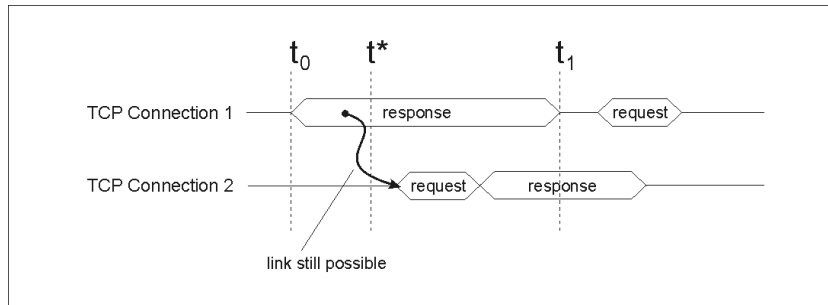 t0 t* t1
TCP Connection 1 response request
TCP Connection 2 request response
link still possible